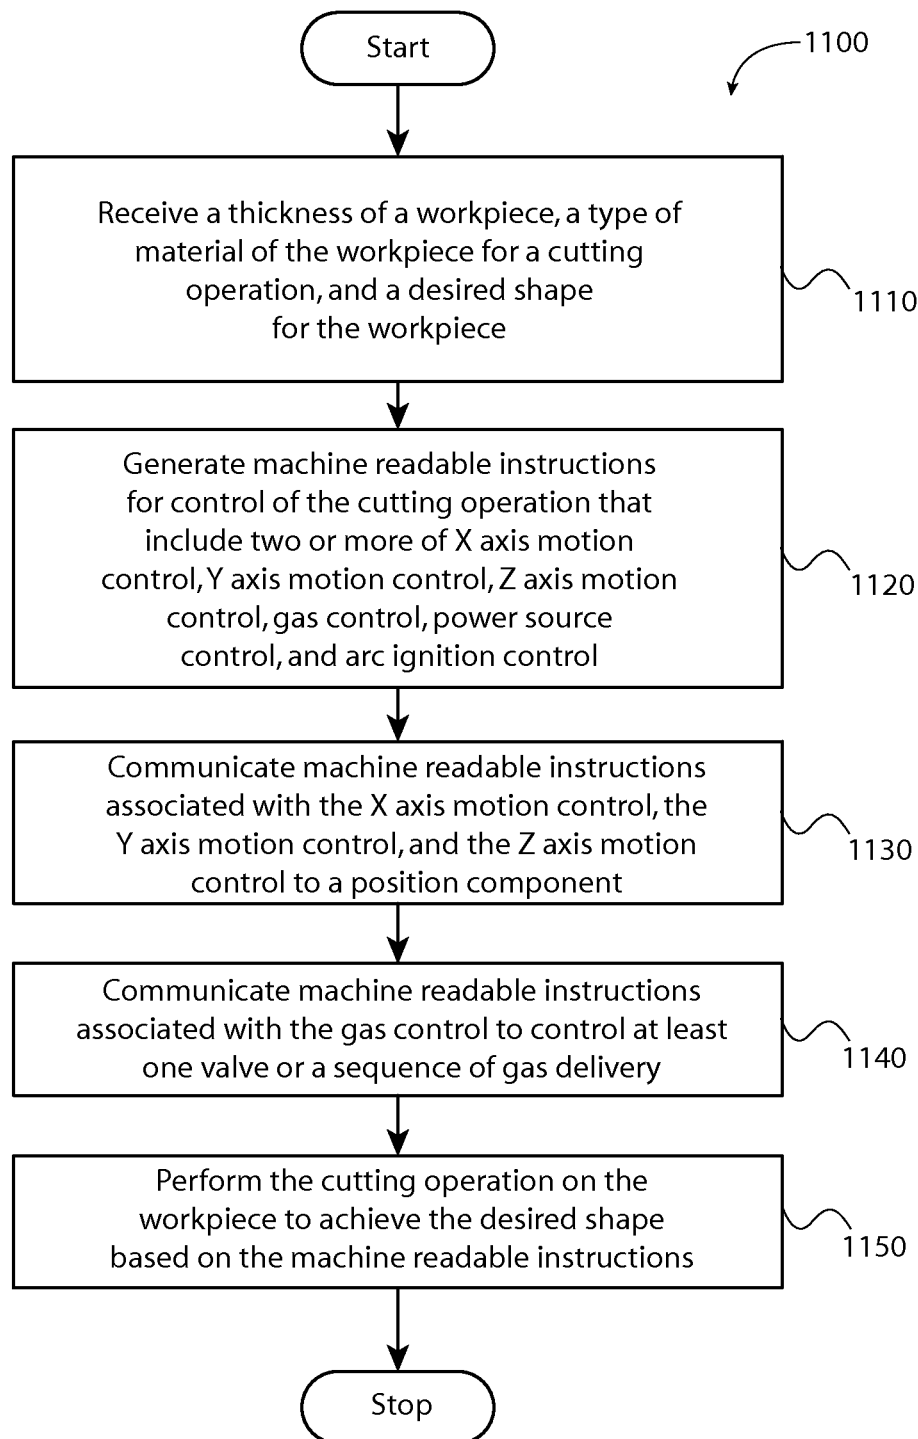 Start
1100
Receive a thickness of a workpiece, a type of
material of the workpiece for a cutting
operation, and a desired shape
for the workpiece
1110
Generate machine readable instructions
for control of the cutting operation that
include two or more of X axis motion
control, Y axis motion control, Z axis motion
control, gas control, power source
control, and arc ignition control
1120
Communicate machine readable instructions
associated with the X axis motion control, the
Y axis motion control, and the Z axis motion
control to a position component
1130
Communicate machine readable instructions
associated with the gas control to control at least
one valve or a sequence of gas delivery
1140
Perform the cutting operation on the
workpiece to achieve the desired shape
based on the machine readable instructions
1150
Stop